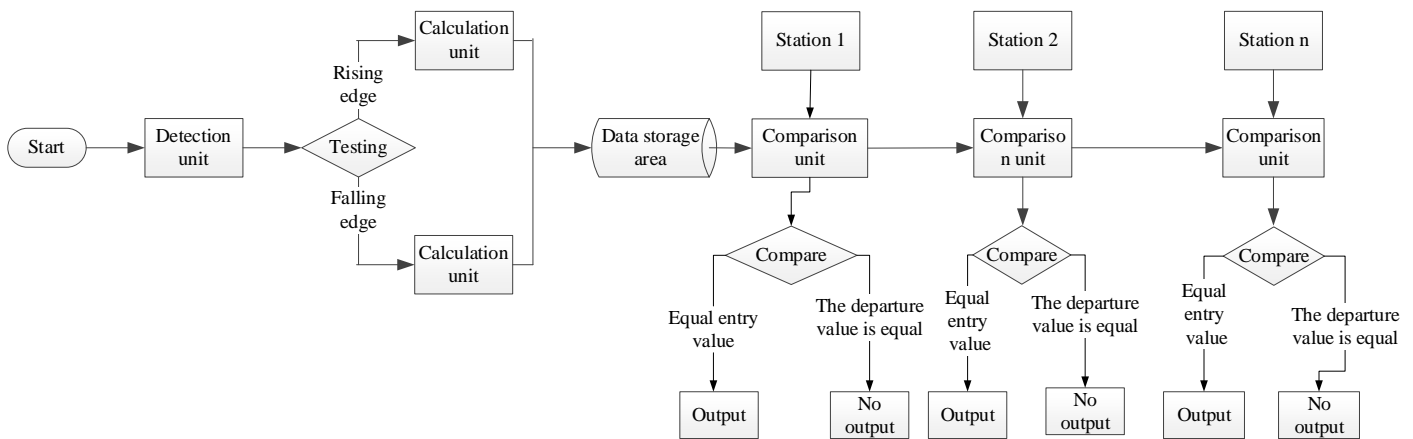 Start
Detection
unit
Testing
Rising
edge
Falling
edge
Calculation
unit
Calculation
unit
Data storage
area
Station 1
Comparison
unit
Compare
Equal entry
value
The departure
value is equal
Output
No
output
Station 2
Compariso
n unit
Compare
Equal
entry
value
The departure
value is equal
Output
No
output
Station n
Comparison
unit
Compare
Equal
entry
value
The departure
value is equal
Output
No
output